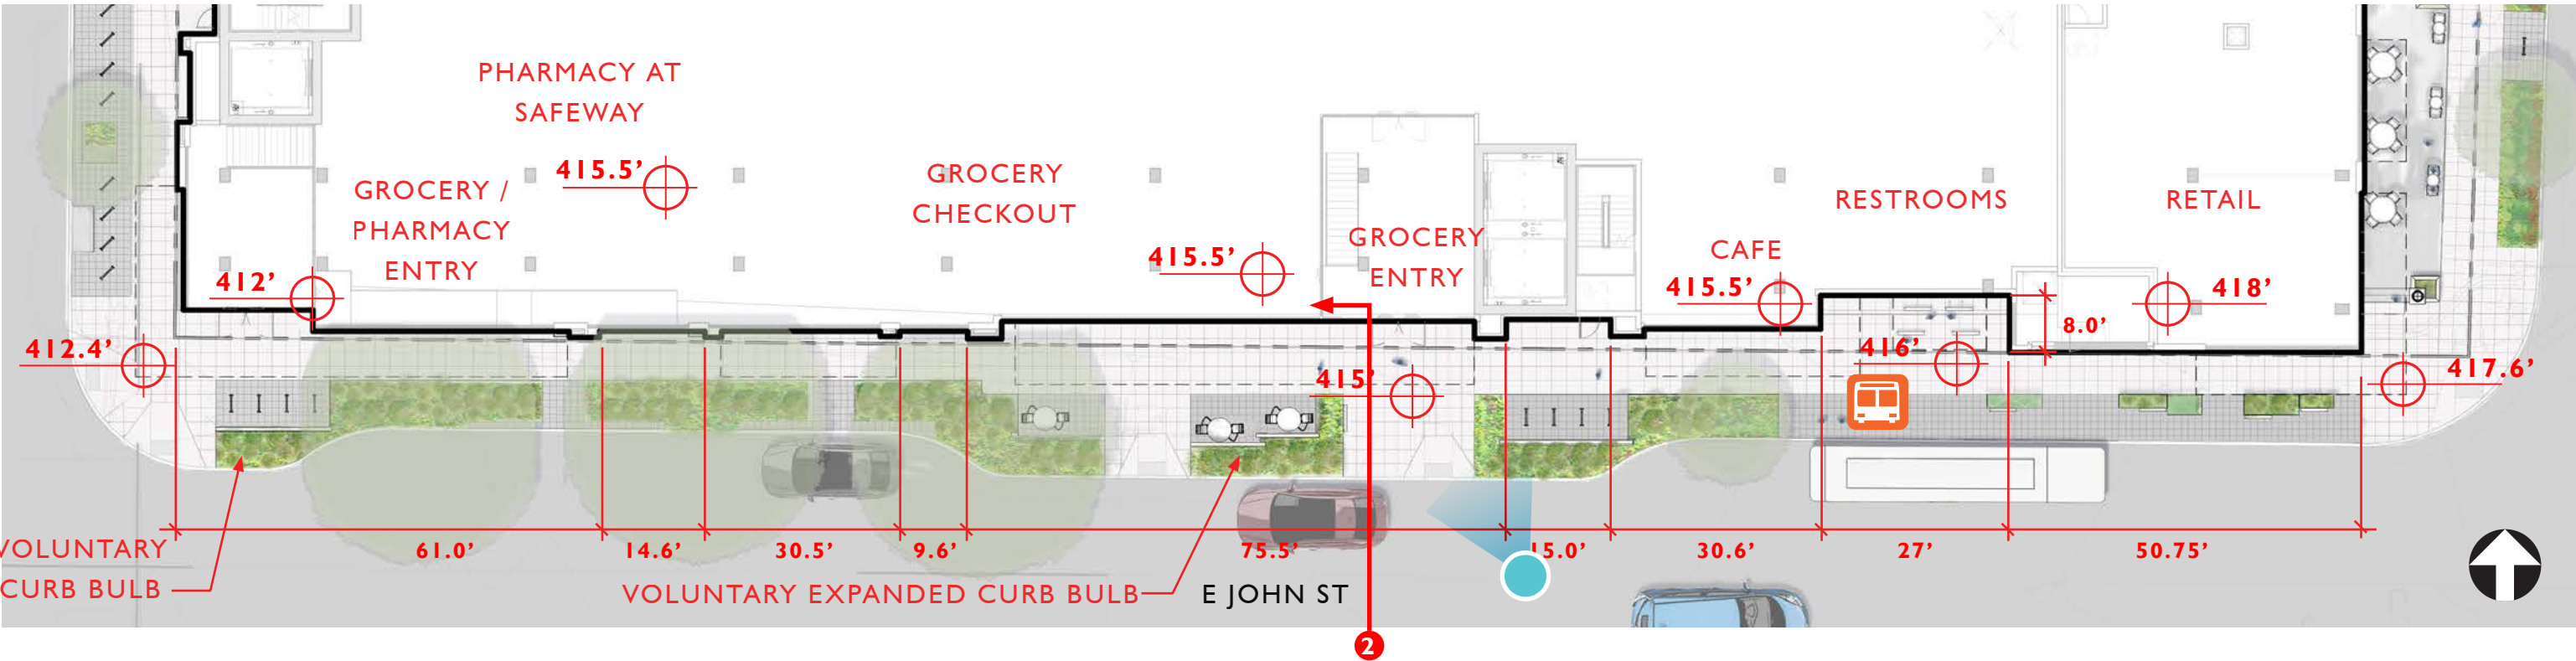 PHARMACY AT
SAFEWAY
415.5’
GROCERY /
PHARMACY
ENTRY
412’
412.4’
GROCERY
CHECKOUT
415.5’
GROCERY
ENTRY
415’
CAFE
415.5’
RESTROOMS
416’
RETAIL
418’
8.0’
417.6’
61.0’
14.6’
30.5’
9.6’
75.5’
15.0’
30.6’
27’
50.75’
VOLUNTARY
CURB BULB
VOLUNTARY EXPANDED CURB BULB
E JOHN ST
2